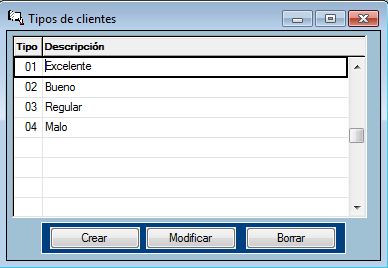 Tipos de clientes
Tipo Descripción
01 Excelente
02 Bueno
03 Regular
04 Malo
Crear Modificar Borrar